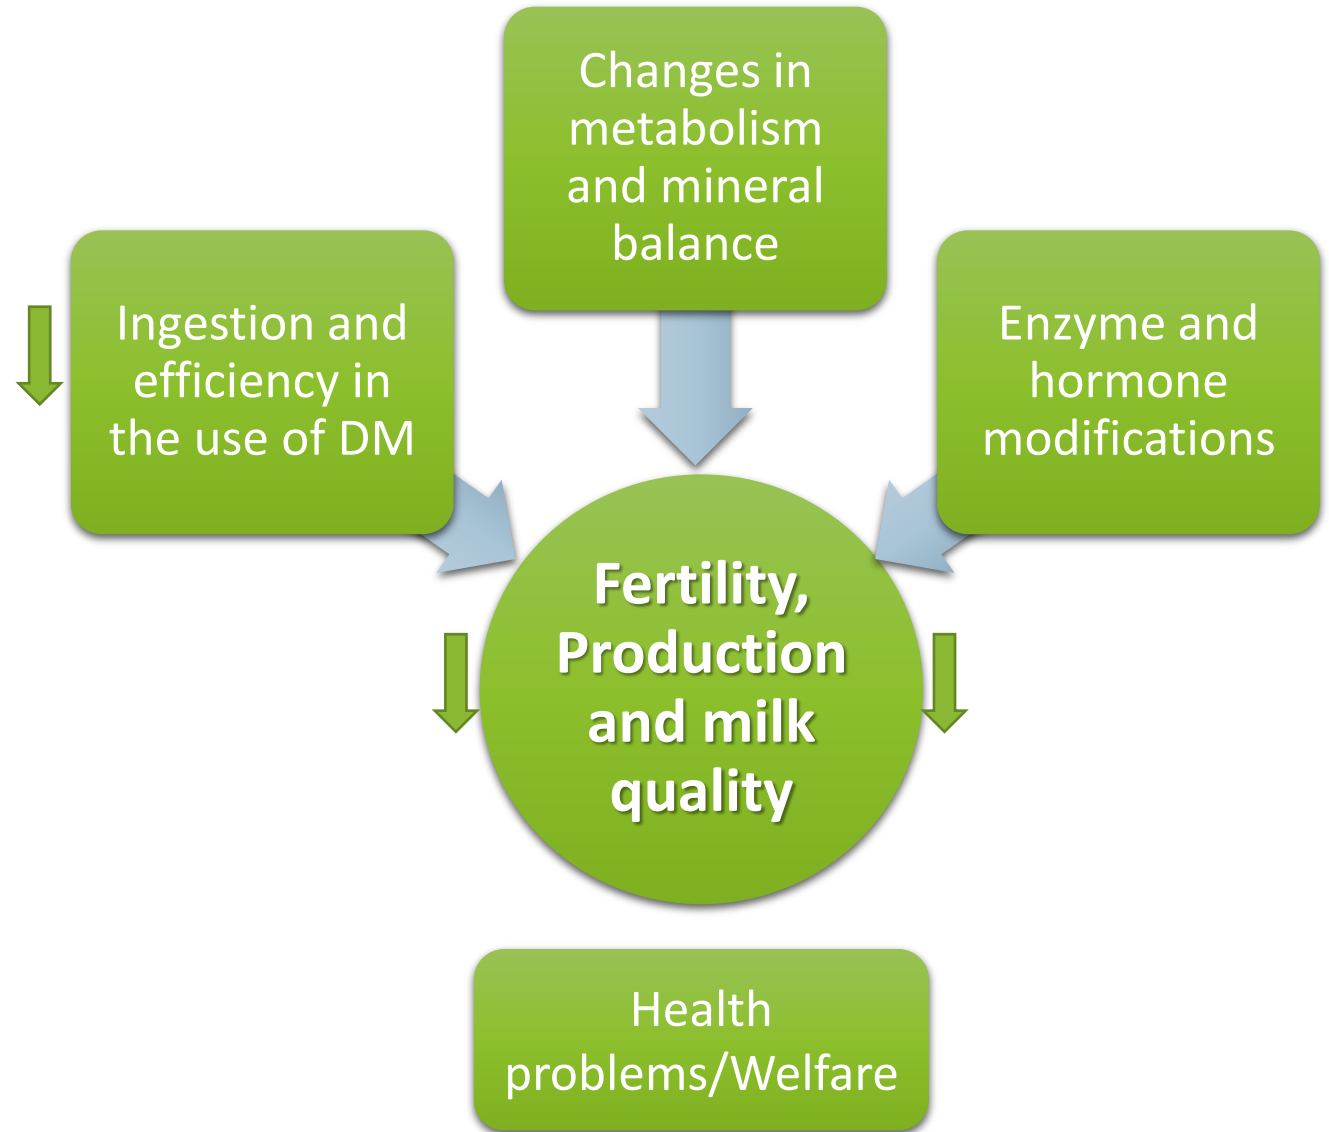 Changes in
metabolism
and mineral
balance
Ingestion and
efficiency in
the use of DM
Enzyme and
hormone
modifications
Fertility,
Production
and milk
quality
Health
problems/Welfare